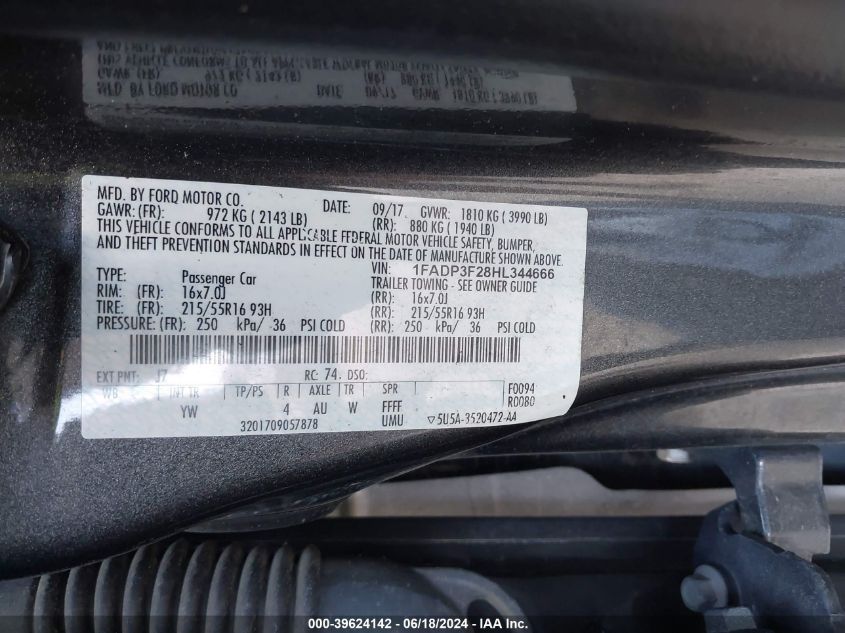 MFD. BY FORD MOTOR CO.
DATE: 09/17 GVWR: 1810 KG ( 3990 LB)
GAWR: (FR): 972 KG ( 2143 LB) (RR): 880 KG ( 1940 LB)
THIS VEHICLE CONFORMS TO ALL APPLICABLE FEDERAL MOTOR VEHICLE SAFETY, BUMPER,
AND THEFT PREVENTION STANDARDS IN EFFECT ON THE DATE OF MANUFACTURE SHOWN ABOVE.
VIN: 1FADP3F28HL344666
TYPE: Passenger Car TRAILER TOWING - SEE OWNER GUIDE
RIM: (FR): 16x7.0J (RR): 16x7.0J
TIRE: (FR): 215/55R16 93H (RR): 215/55R16 93H
PRESSURE: (FR): 250 kPa/ 36 PSI COLD (RR): 250 kPa/ 36 PSI COLD
EXT PNT: J7 RC: 74. DSO:
WB INT TR TP/PS R AXLE TR SPR F0094
YW 4 AU W FFFF R0080
3201709057878 UMU ▽5U5A-3520472-AA
000-39624142 - 06/18/2024 - IAA Inc.